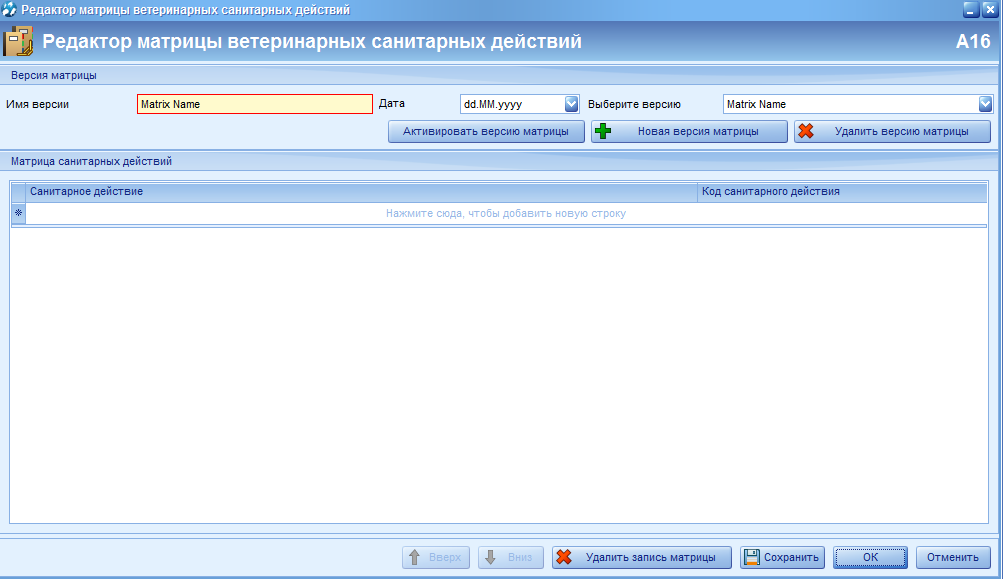 Редактор матрицы ветеринарных санитарных действий
Редактор матрицы ветеринарных санитарных действий A16
Версия матрицы
Имя версии Matrix Name Дата dd.MM.yyyy Выберите версию Matrix Name
Активировать версию матрицы Новая версия матрицы Удалить версию матрицы
Матрица санитарных действий
Санитарное действие Код санитарного действия
Нажмите сюда, чтобы добавить новую строку
Вверх Вниз Удалить запись матрицы Сохранить OK Отменить